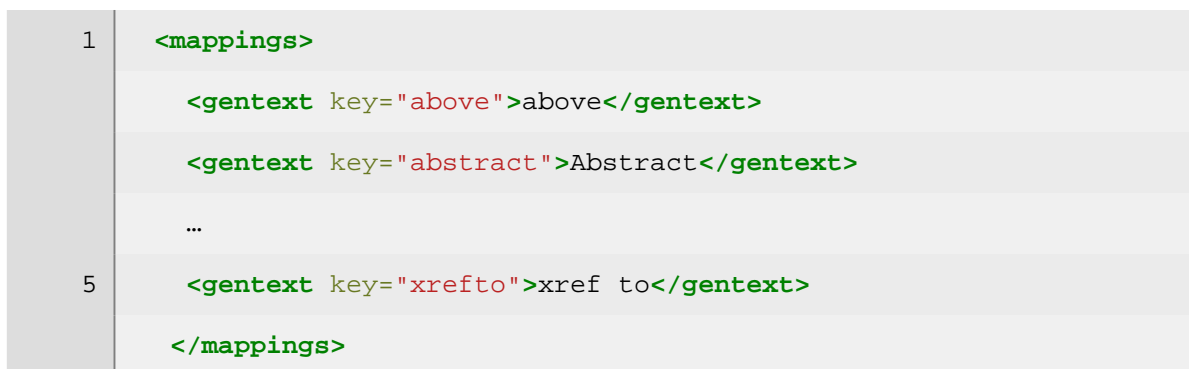 1 <mappings>
<gentext key="above">above</gentext>
<gentext key="abstract">Abstract</gentext>
…
5 <gentext key="xrefto">xref to</gentext>
</mappings>